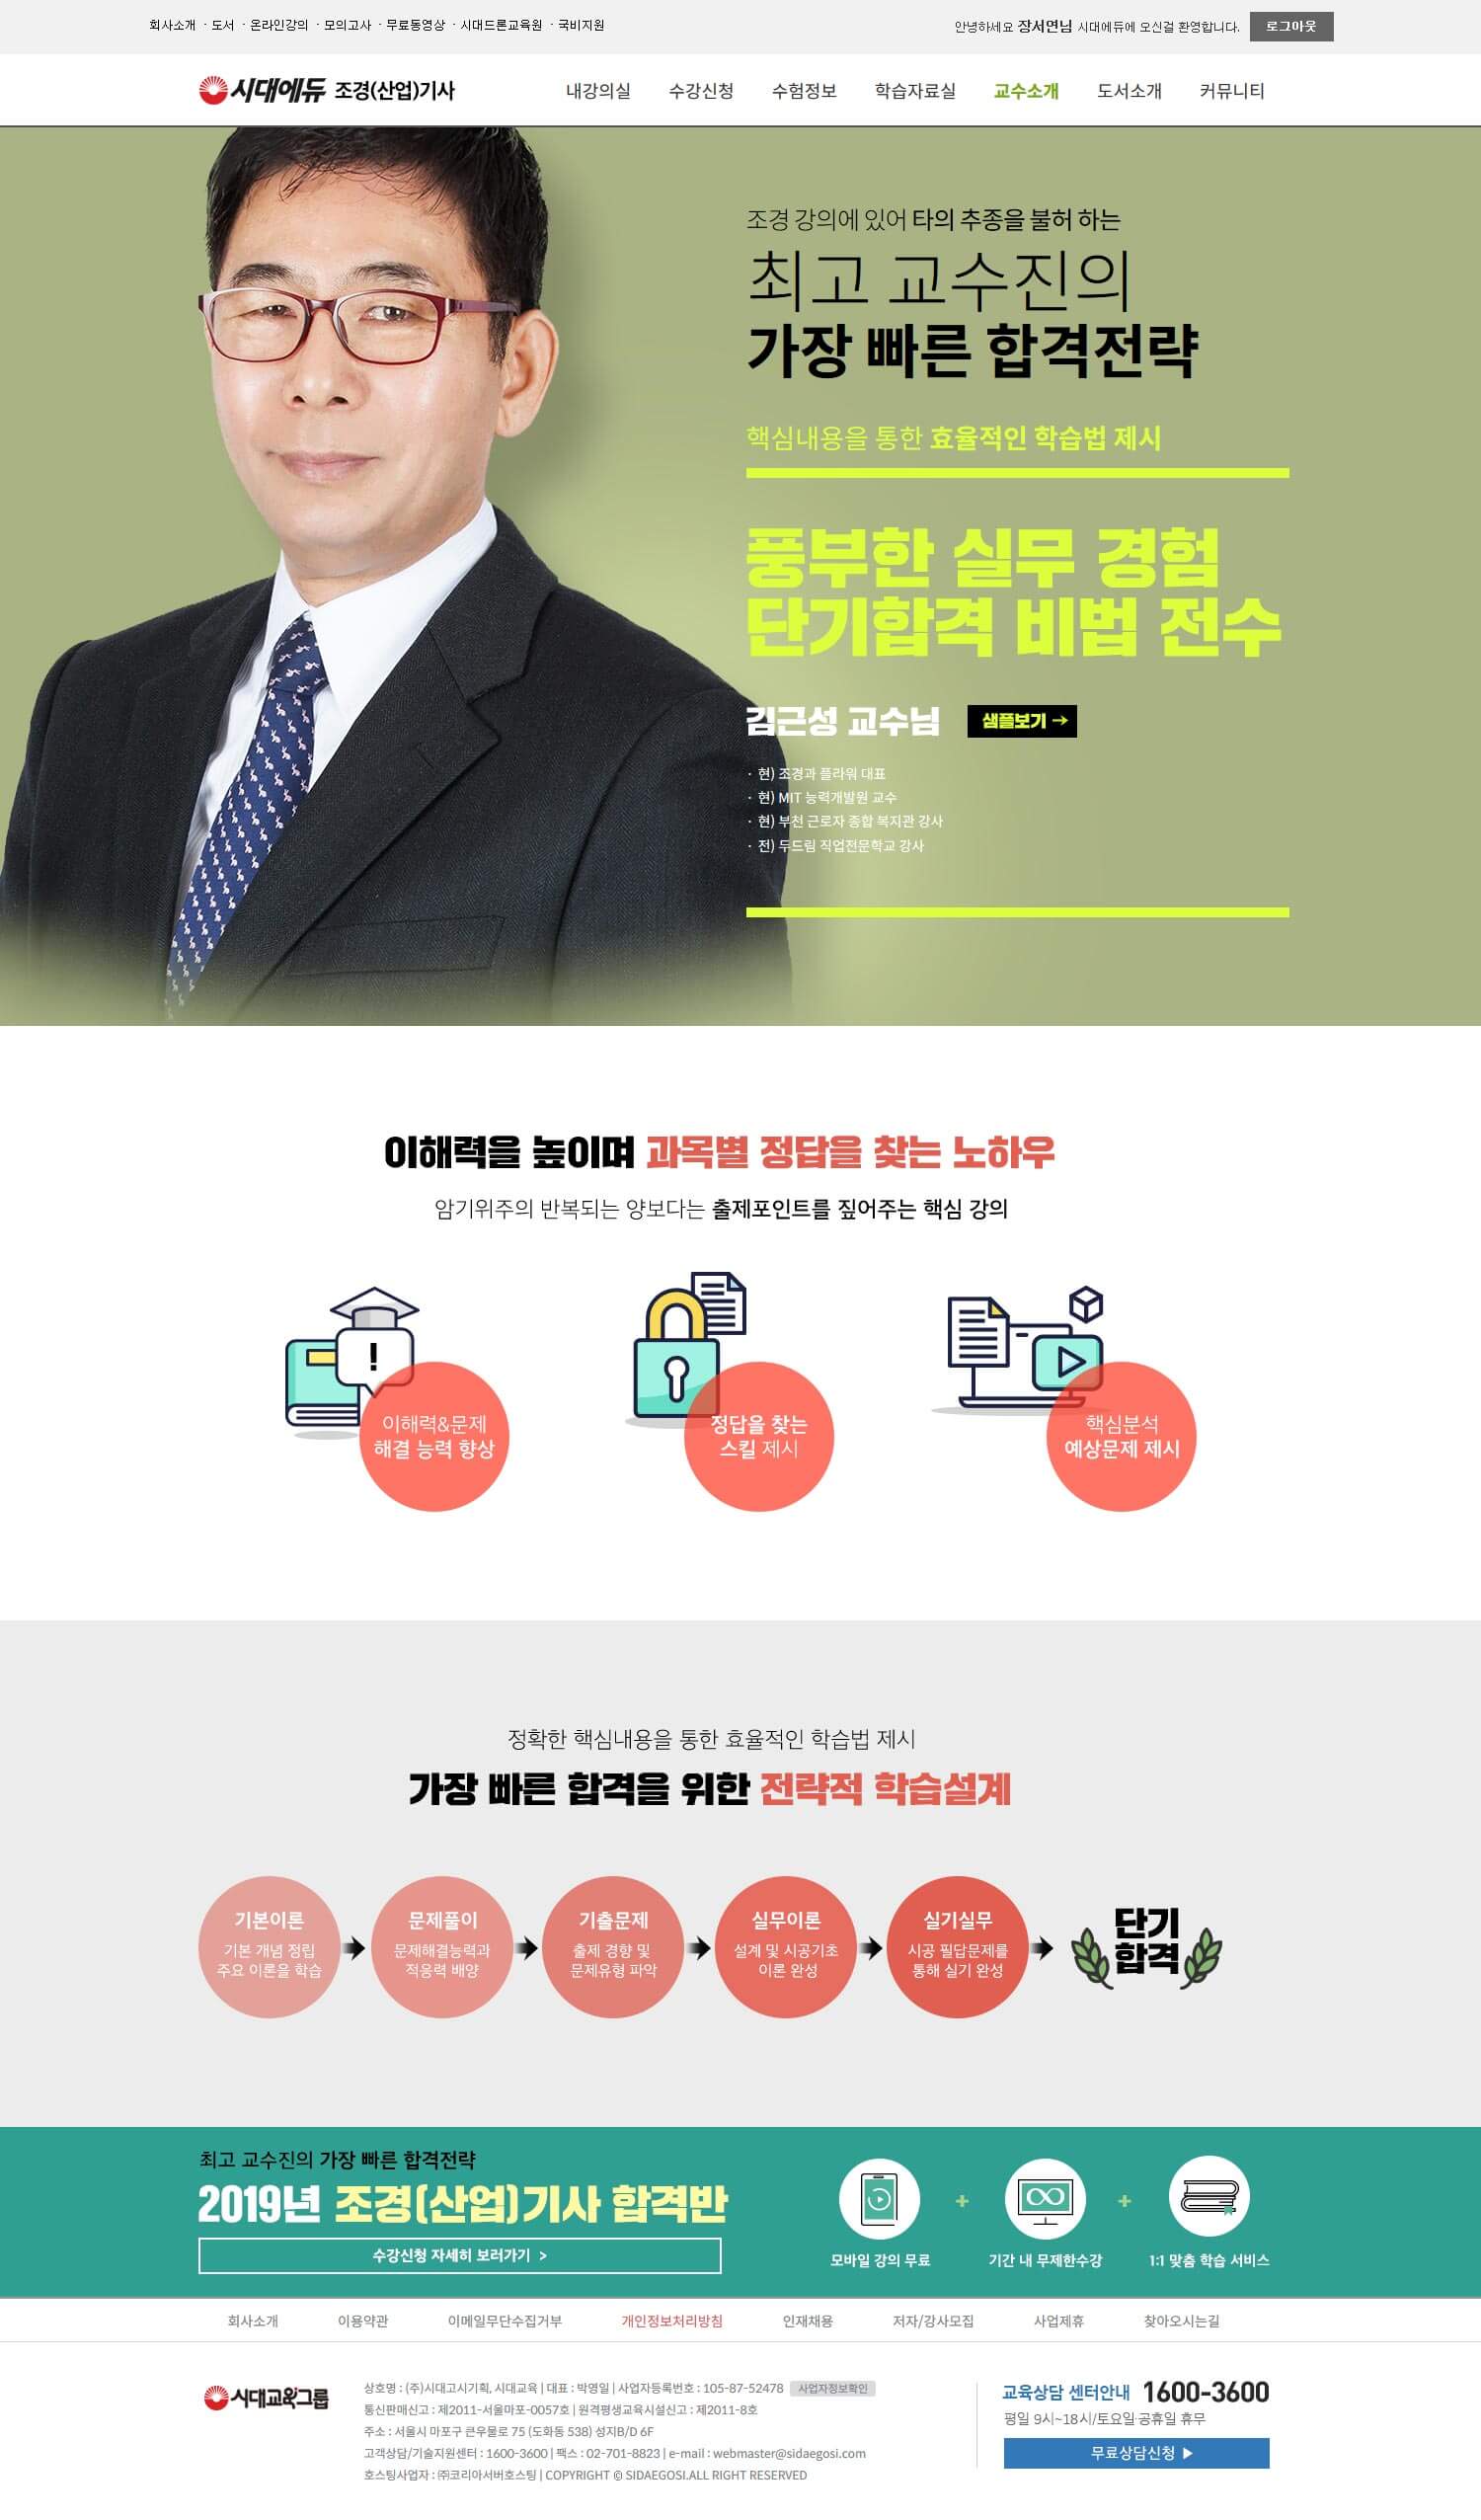 회사소개 · 도서 · 온라인강의 · 모의고사 · 무료동영상 · 시대드론교육원 · 국비지원
안녕하세요 장서연님 시대에듀에 오신걸 환영합니다. 로그아웃
시대에듀 조경(산업)기사
내강의실 수강신청 수험정보 학습자료실 교수소개 도서소개 커뮤니티
조경 강의에 있어 타의 추종을 불허 하는
최고 교수진의
가장 빠른 합격전략
핵심내용을 통한 효율적인 학습법 제시
풍부한 실무 경험
단기합격 비법 전수
김근성 교수님 샘플보기 →
· 현) 조경과 플라워 대표
· 현) MIT 능력개발원 교수
· 현) 부천 근로자 종합 복지관 강사
· 전) 두드림 직업전문학교 강사
이해력을 높이며 과목별 정답을 찾는 노하우
암기위주의 반복되는 양보다는 출제포인트를 짚어주는 핵심 강의
!
이해력&문제
해결 능력 향상
정답을 찾는
스킬 제시
핵심분석
예상문제 제시
정확한 핵심내용을 통한 효율적인 학습법 제시
가장 빠른 합격을 위한 전략적 학습설계
기본이론
기본 개념 정립
주요 이론을 학습
문제풀이
문제해결능력과
적응력 배양
기출문제
출제 경향 및
문제유형 파악
실무이론
설계 및 시공기초
이론 완성
실기실무
시공 필답문제를
통해 실기 완성
단기
합격
최고 교수진의 가장 빠른 합격전략
2019년 조경(산업)기사 합격반
수강신청 자세히 보러가기 >
모바일 강의 무료 + 기간 내 무제한수강 + 1:1 맞춤 학습 서비스
회사소개 이용약관 이메일무단수집거부 개인정보처리방침 인재채용 저자/강사모집 사업제휴 찾아오시는길
시대교육그룹
상호명 : (주)시대고시기획, 시대교육 | 대표 : 박영일 | 사업자등록번호 : 105-87-52478 사업자정보확인
통신판매신고 : 제2011-서울마포-0057호 | 원격평생교육시설신고 : 제2011-8호
주소 : 서울시 마포구 큰우물로 75 (도화동 538) 성지B/D 6F
고객상담/기술지원센터 : 1600-3600 | 팩스 : 02-701-8823 | e-mail : webmaster@sidaegosi.com
호스팅사업자 : ㈜코리아서버호스팅 | COPYRIGHT © SIDAEGOSI.ALL RIGHT RESERVED
교육상담 센터안내 1600-3600
평일 9시~18시/토요일·공휴일 휴무
무료상담신청 ▶